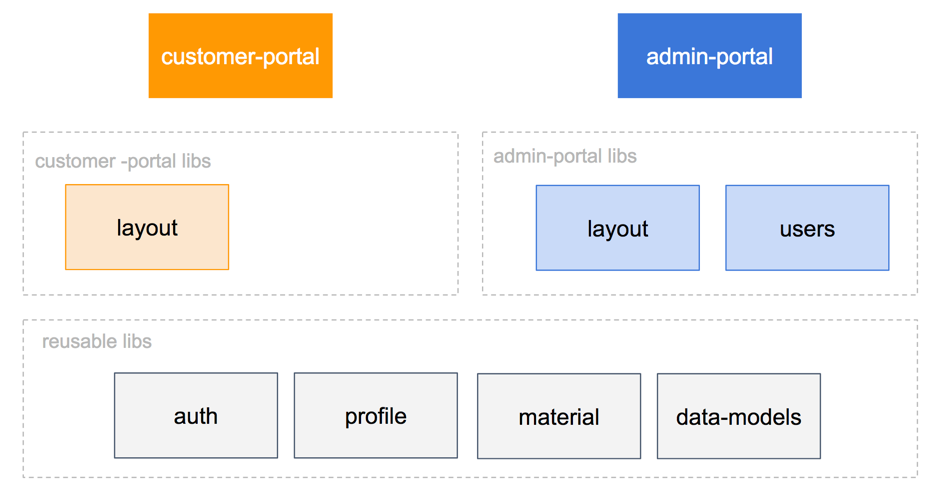 customer-portal
admin-portal
customer -portal libs
admin-portal libs
layout
layout
users
reusable libs
auth
profile
material
data-models